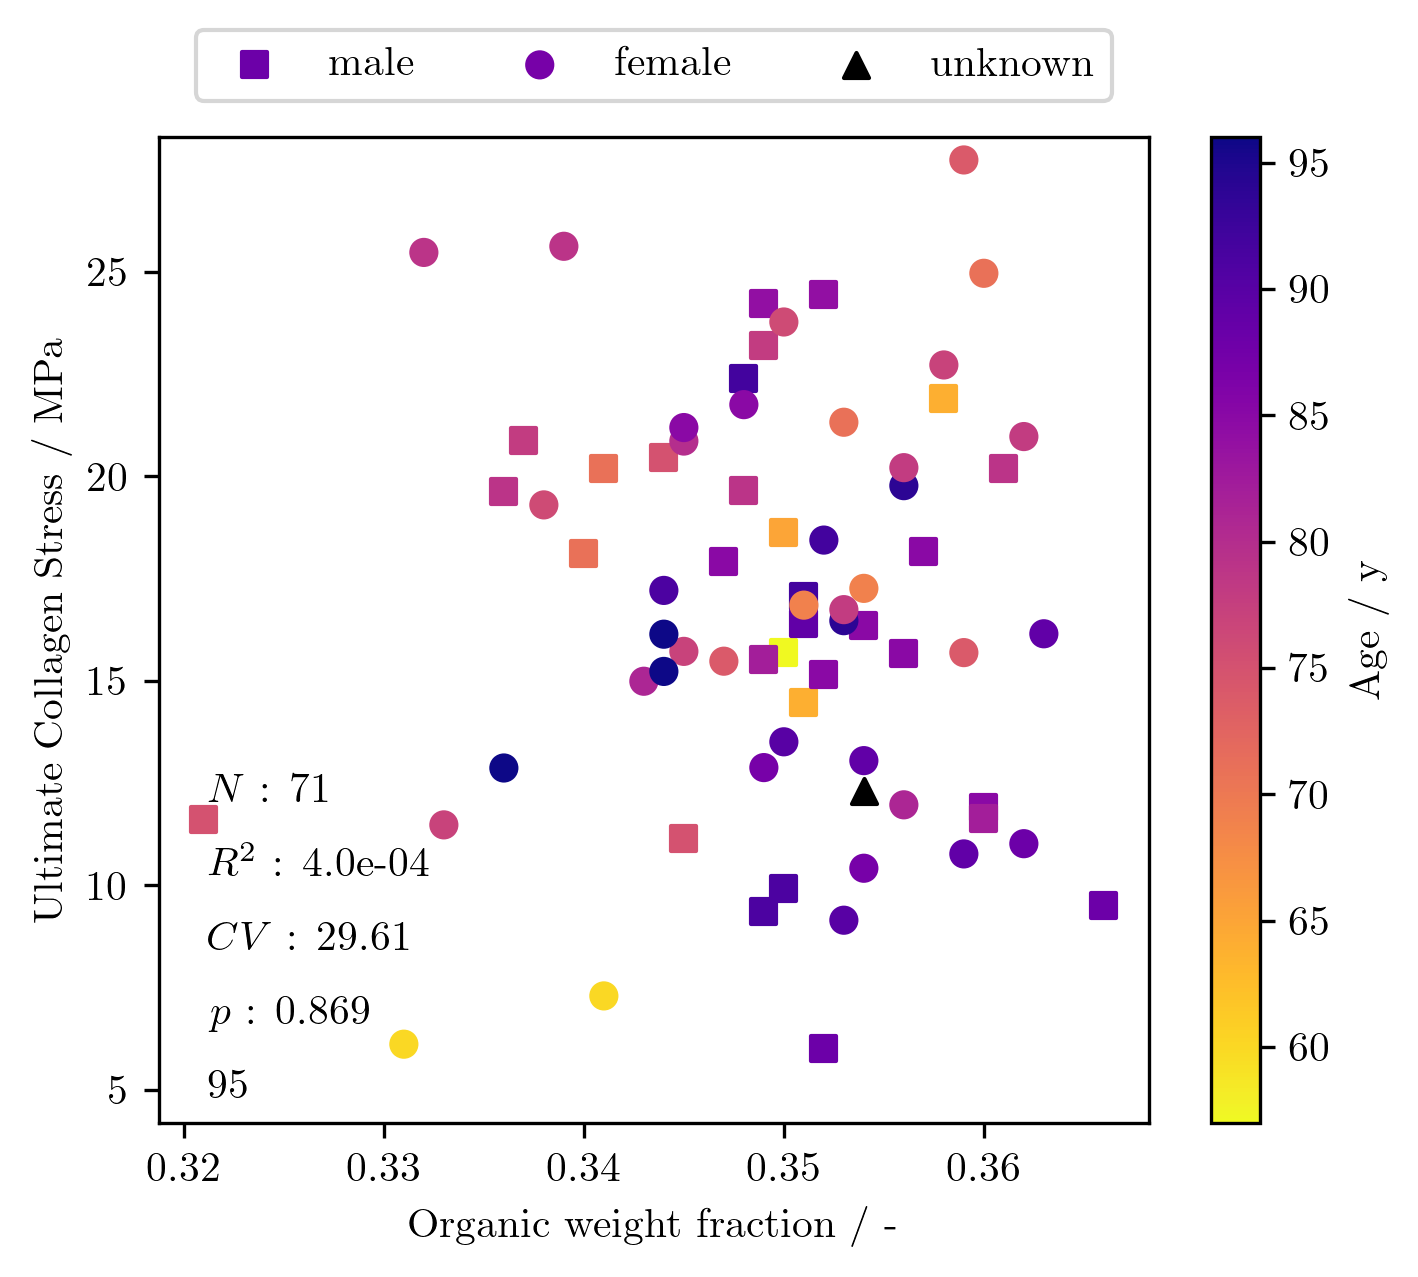 male female unknown
25
20
15
10
5
Ultimate Collagen Stress / MPa
N : 71
R² : 4.0e-04
CV : 29.61
p : 0.869
95
0.32 0.33 0.34 0.35 0.36
Organic weight fraction / -
95
90
85
80
75
70
65
60
Age / y